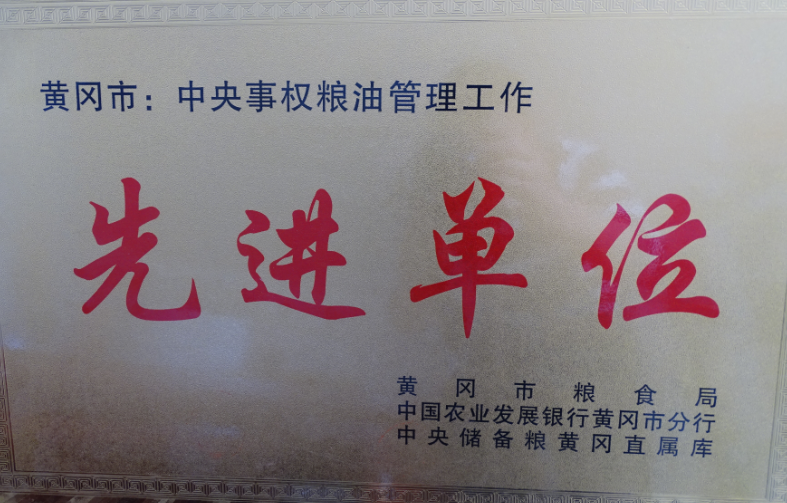 黄冈市：中央事权粮油管理工作
先进单位
黄冈市粮食局
中国农业发展银行黄冈市分行
中央储备粮黄冈直属库